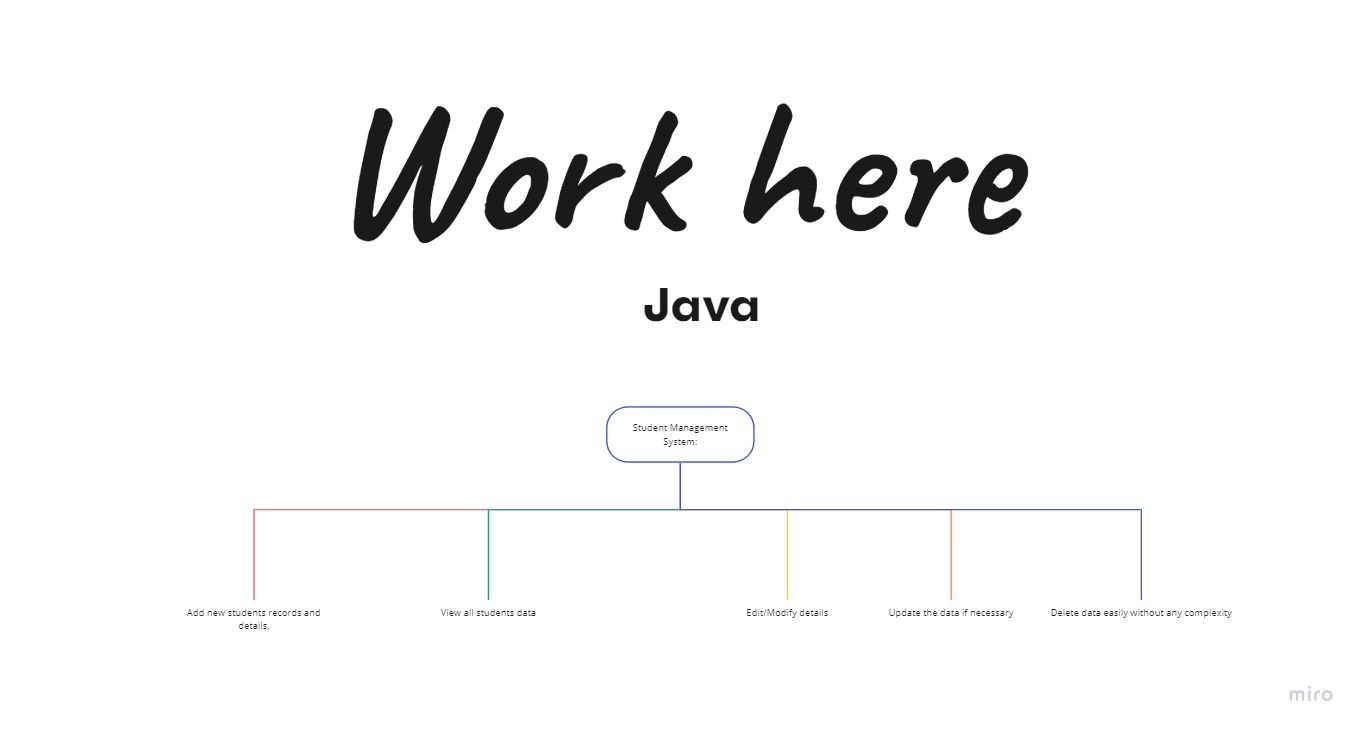 Work here
Java
Student Management
System:
Add new students records and
details,
View all students data
Edit/Modify details
Update the data if necessary
Delete data easily without any complexity
miro